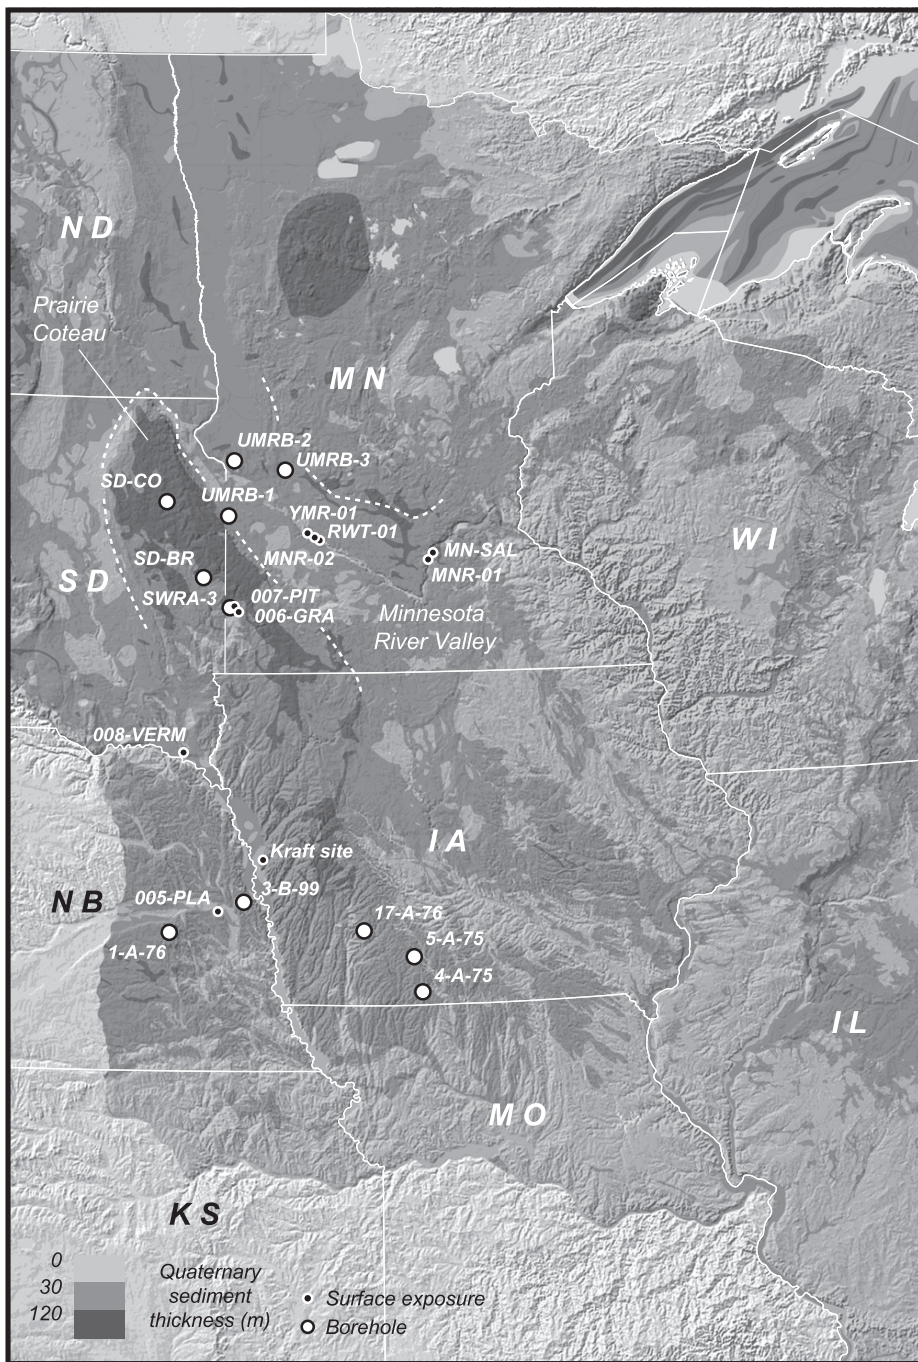 N D
Prairie
Coteau
M N
UMRB-2
UMRB-3
SD-CO
UMRB-1
YMR-01
RWT-01
W I
MN-SAL
SD-BR
MNR-02
MNR-01
S D
SWRA-3
007-PIT
006-GRA
Minnesota
River Valley
008-VERM
I A
Kraft site
N B
005-PLA
3-B-99
17-A-76
1-A-76
5-A-75
4-A-75
I L
M O
K S
0
30
120
Quaternary
sediment
thickness (m)
Surface exposure
Borehole